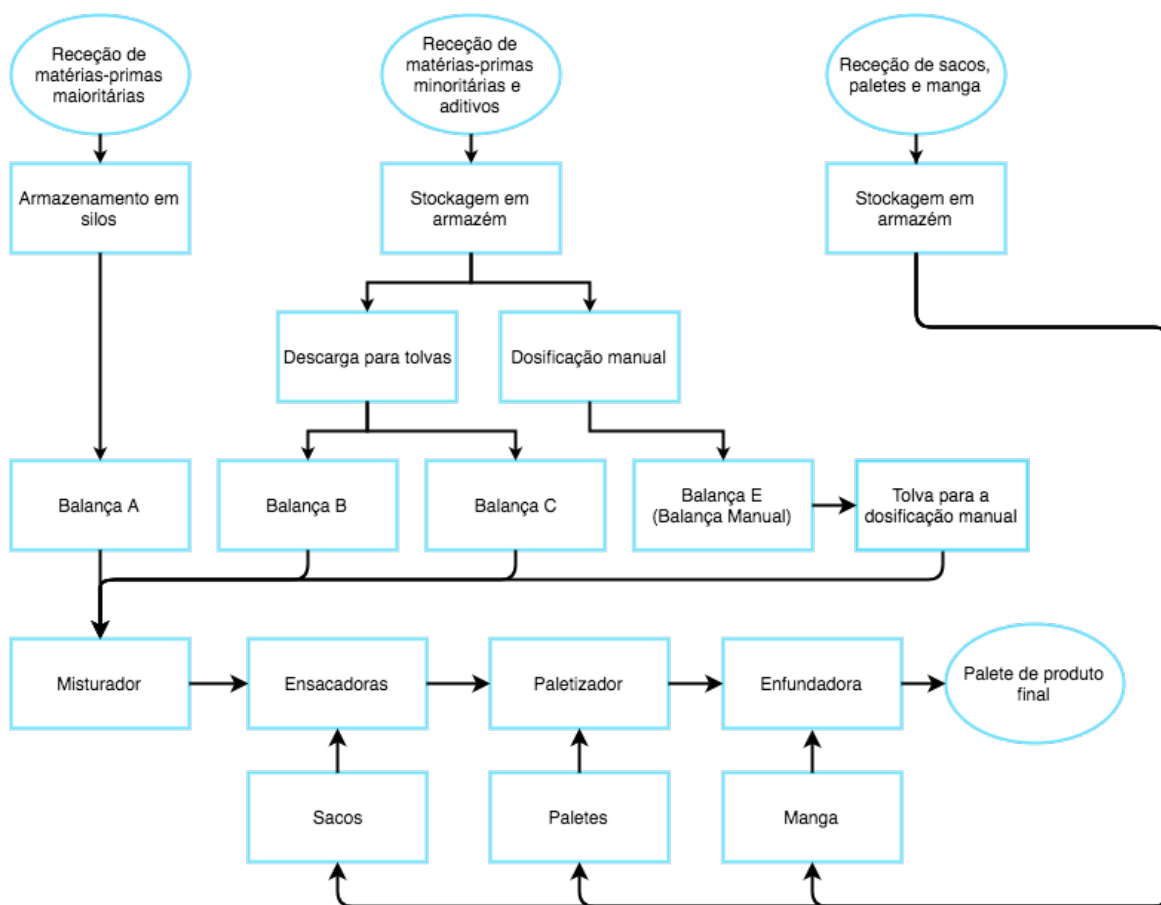 Receção de
matérias-primas
maioritárias
Receção de
matérias-primas
minoritárias e
aditivos
Receção de sacos,
paletes e manga
Armazenamento em
silos
Stockagem em
armazém
Stockagem em
armazém
Descarga para tolvas
Dosificação manual
Balança A
Balança B
Balança C
Balança E
(Balança Manual)
Tolva para a
dosificação manual
Misturador
Ensacadoras
Paletizador
Enfundadora
Palete de produto
final
Sacos
Paletes
Manga